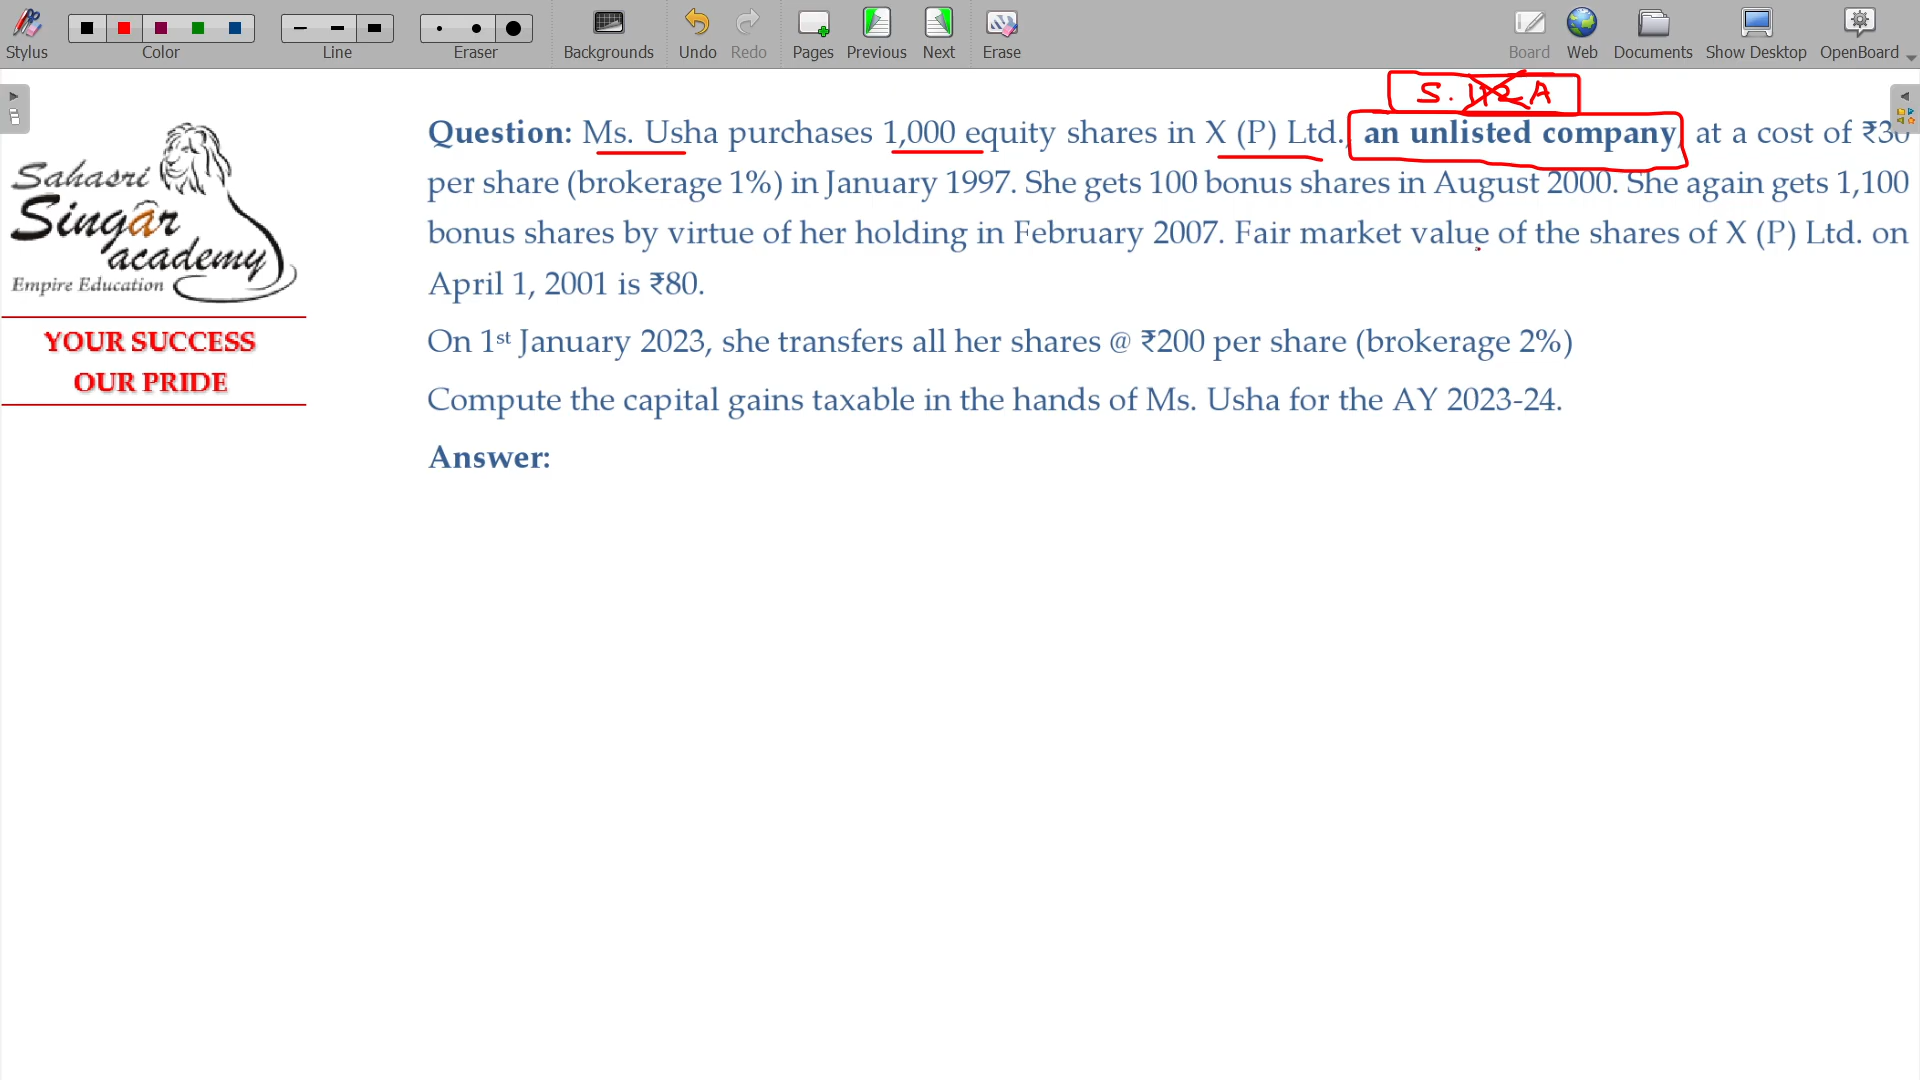 Stylus Color Line Eraser Backgrounds Undo Redo Pages Previous Next Erase Board Web Documents Show Desktop OpenBoard
S. 112A
Question: Ms. Usha purchases 1,000 equity shares in X (P) Ltd., an unlisted company, at a cost of ₹30
per share (brokerage 1%) in January 1997. She gets 100 bonus shares in August 2000. She again gets 1,100
bonus shares by virtue of her holding in February 2007. Fair market value of the shares of X (P) Ltd. on
April 1, 2001 is ₹80.
On 1st January 2023, she transfers all her shares @ ₹200 per share (brokerage 2%)
Compute the capital gains taxable in the hands of Ms. Usha for the AY 2023-24.
Answer:
Sahasri
Singar
academy
Empire Education
YOUR SUCCESS
OUR PRIDE